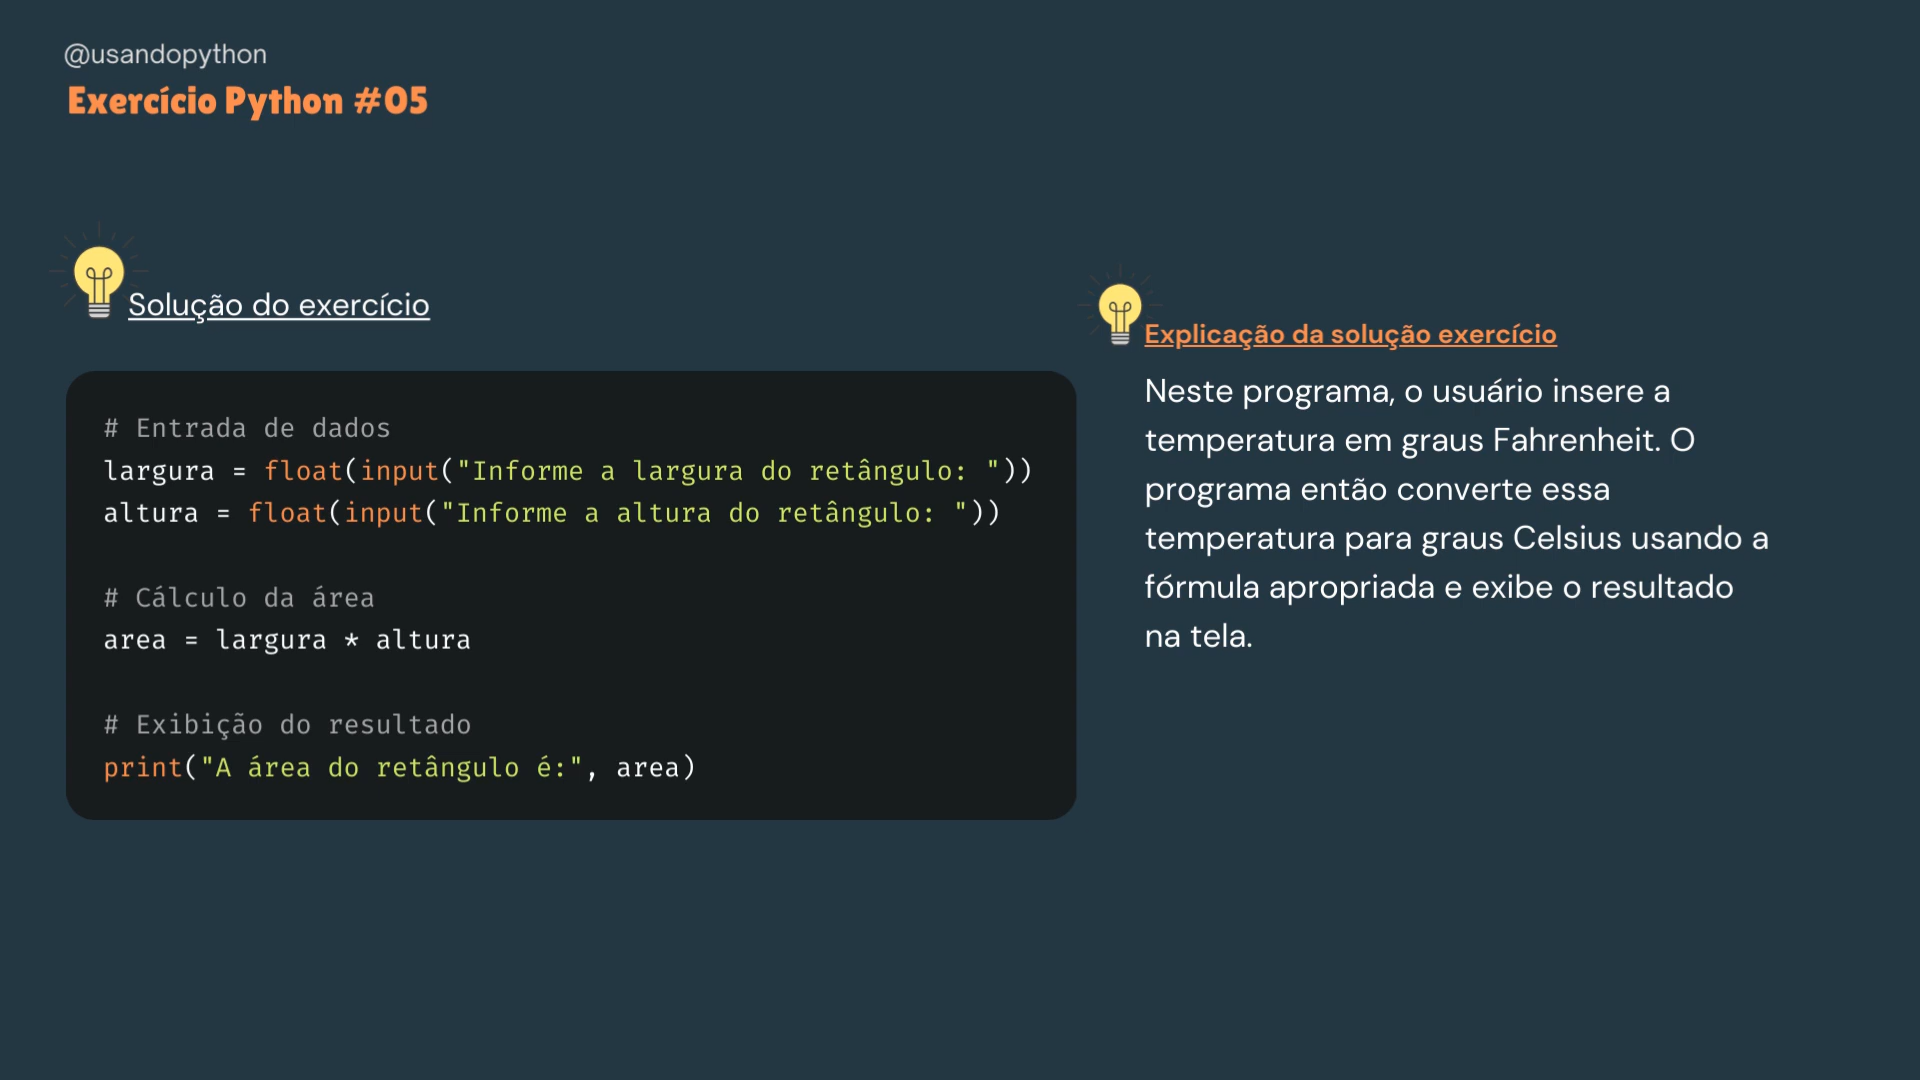 @usandopython
Exercício Python #05
Solução do exercício
# Entrada de dados
largura = float(input("Informe a largura do retângulo: "))
altura = float(input("Informe a altura do retângulo: "))
# Cálculo da área
area = largura * altura
# Exibição do resultado
print("A área do retângulo é:", area)
Explicação da solução exercício
Neste programa, o usuário insere a
temperatura em graus Fahrenheit. O
programa então converte essa
temperatura para graus Celsius usando a
fórmula apropriada e exibe o resultado
na tela.